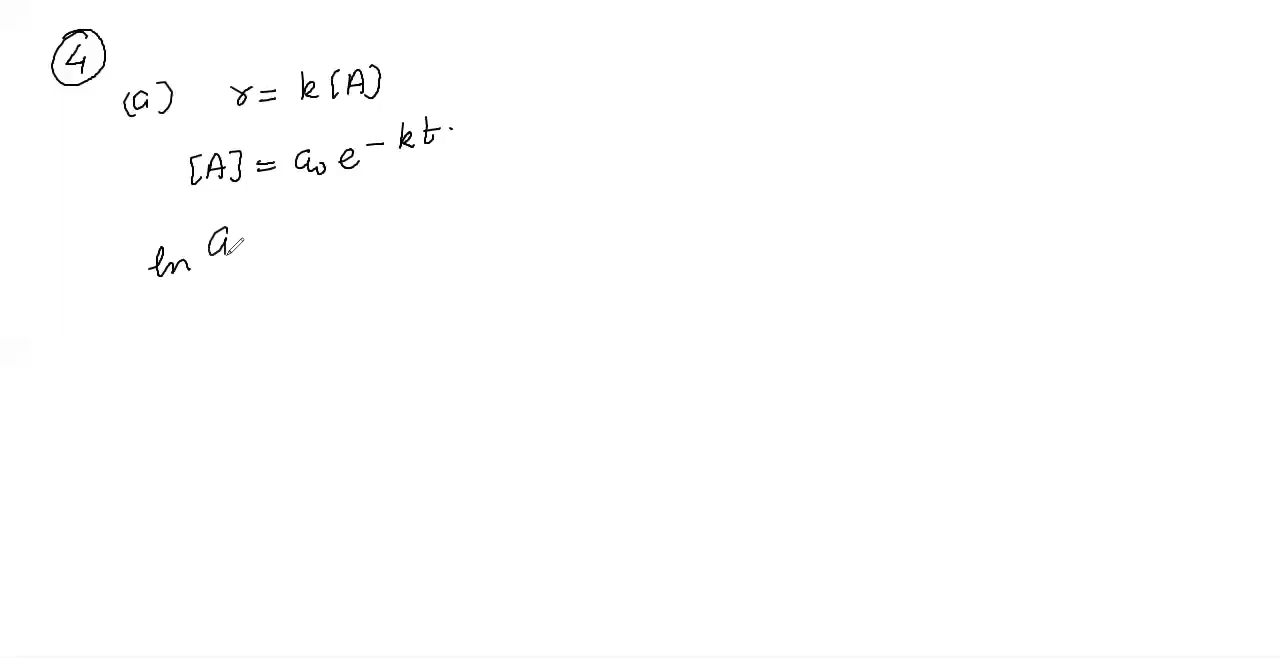 4
(a) r = k[A]
[A] = a₀ e^{-kt}.
ln a